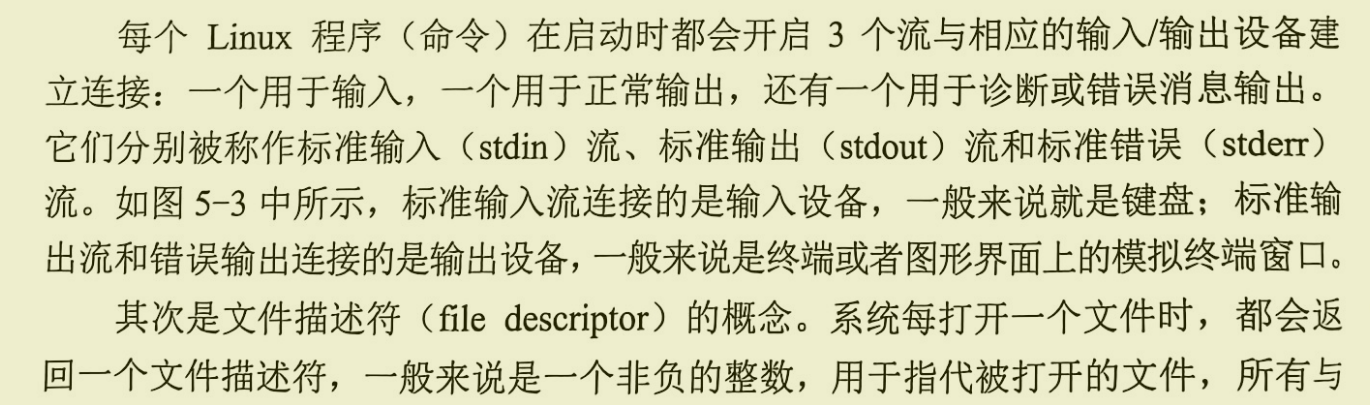 每个 Linux 程序（命令）在启动时都会开启 3 个流与相应的输入/输出设备建
立连接：一个用于输入，一个用于正常输出，还有一个用于诊断或错误消息输出。
它们分别被称作标准输入（stdin）流、标准输出（stdout）流和标准错误（stderr）
流。如图 5-3 中所示，标准输入流连接的是输入设备，一般来说就是键盘；标准输
出流和错误输出连接的是输出设备，一般来说是终端或者图形界面上的模拟终端窗口。
其次是文件描述符（file descriptor）的概念。系统每打开一个文件时，都会返
回一个文件描述符，一般来说是一个非负的整数，用于指代被打开的文件，所有与